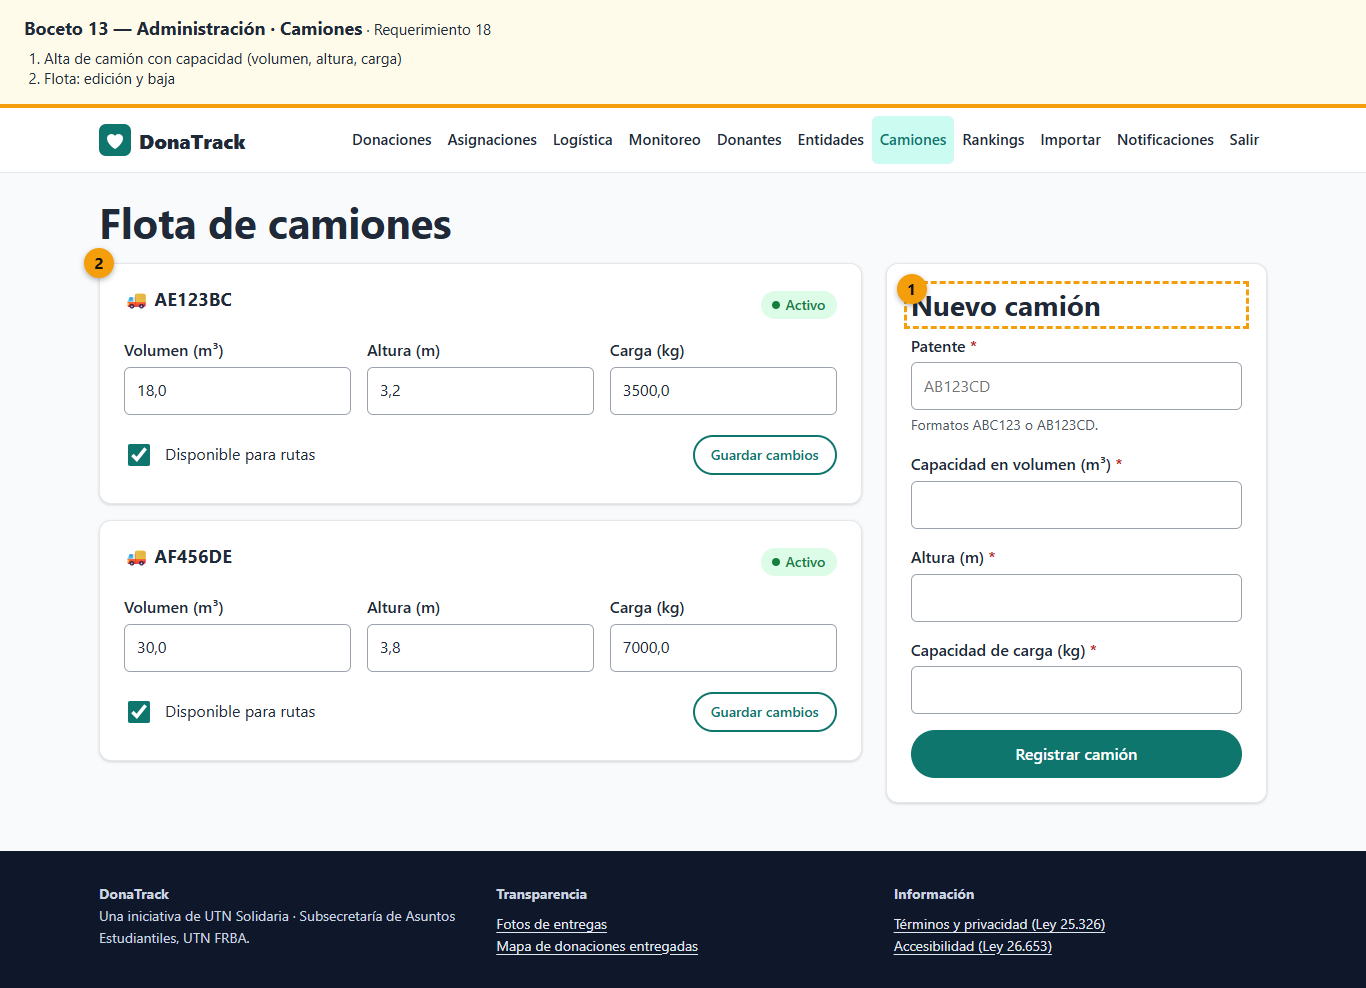 Boceto 13 — Administración · Camiones · Requerimiento 18
1. Alta de camión con capacidad (volumen, altura, carga)
2. Flota: edición y baja
DonaTrack
Donaciones Asignaciones Logística Monitoreo Donantes Entidades Camiones Rankings Importar Notificaciones Salir
Flota de camiones
2
AE123BC
Activo
Volumen (m³) Altura (m) Carga (kg)
18,0 3,2 3500,0
Disponible para rutas
Guardar cambios
AF456DE
Activo
Volumen (m³) Altura (m) Carga (kg)
30,0 3,8 7000,0
Disponible para rutas
Guardar cambios
1
Nuevo camión
Patente *
AB123CD
Formatos ABC123 o AB123CD.
Capacidad en volumen (m³) *
Altura (m) *
Capacidad de carga (kg) *
Registrar camión
DonaTrack
Una iniciativa de UTN Solidaria · Subsecretaría de Asuntos
Estudiantiles, UTN FRBA.
Transparencia
Fotos de entregas
Mapa de donaciones entregadas
Información
Términos y privacidad (Ley 25.326)
Accesibilidad (Ley 26.653)